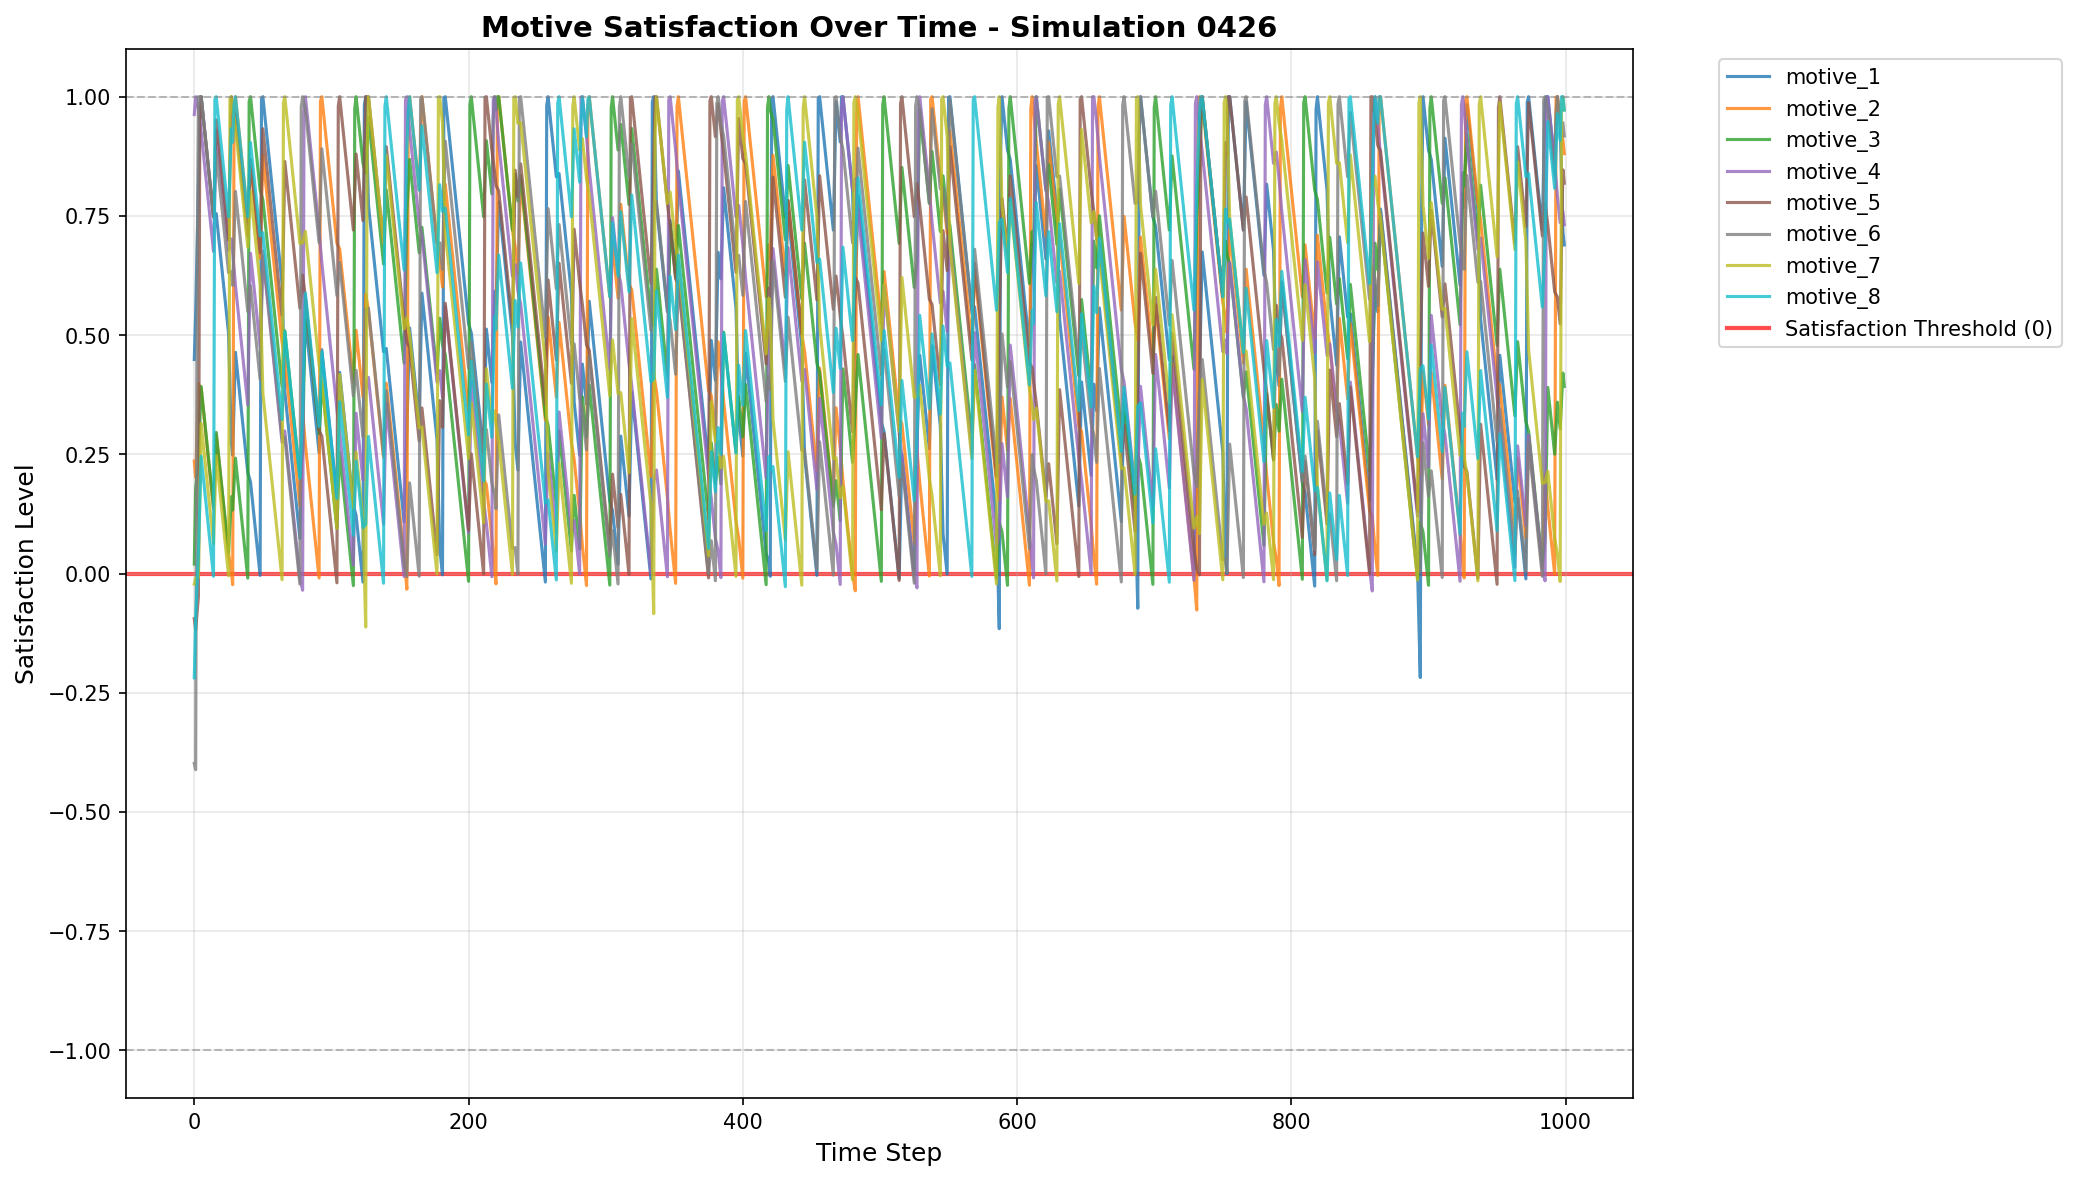 Motive Satisfaction Over Time - Simulation 0426
1.00
0.75
0.50
0.25
0.00
−0.25
−0.50
−0.75
−1.00
Satisfaction Level
0
200
400
600
800
1000
Time Step
motive_1
motive_2
motive_3
motive_4
motive_5
motive_6
motive_7
motive_8
Satisfaction Threshold (0)